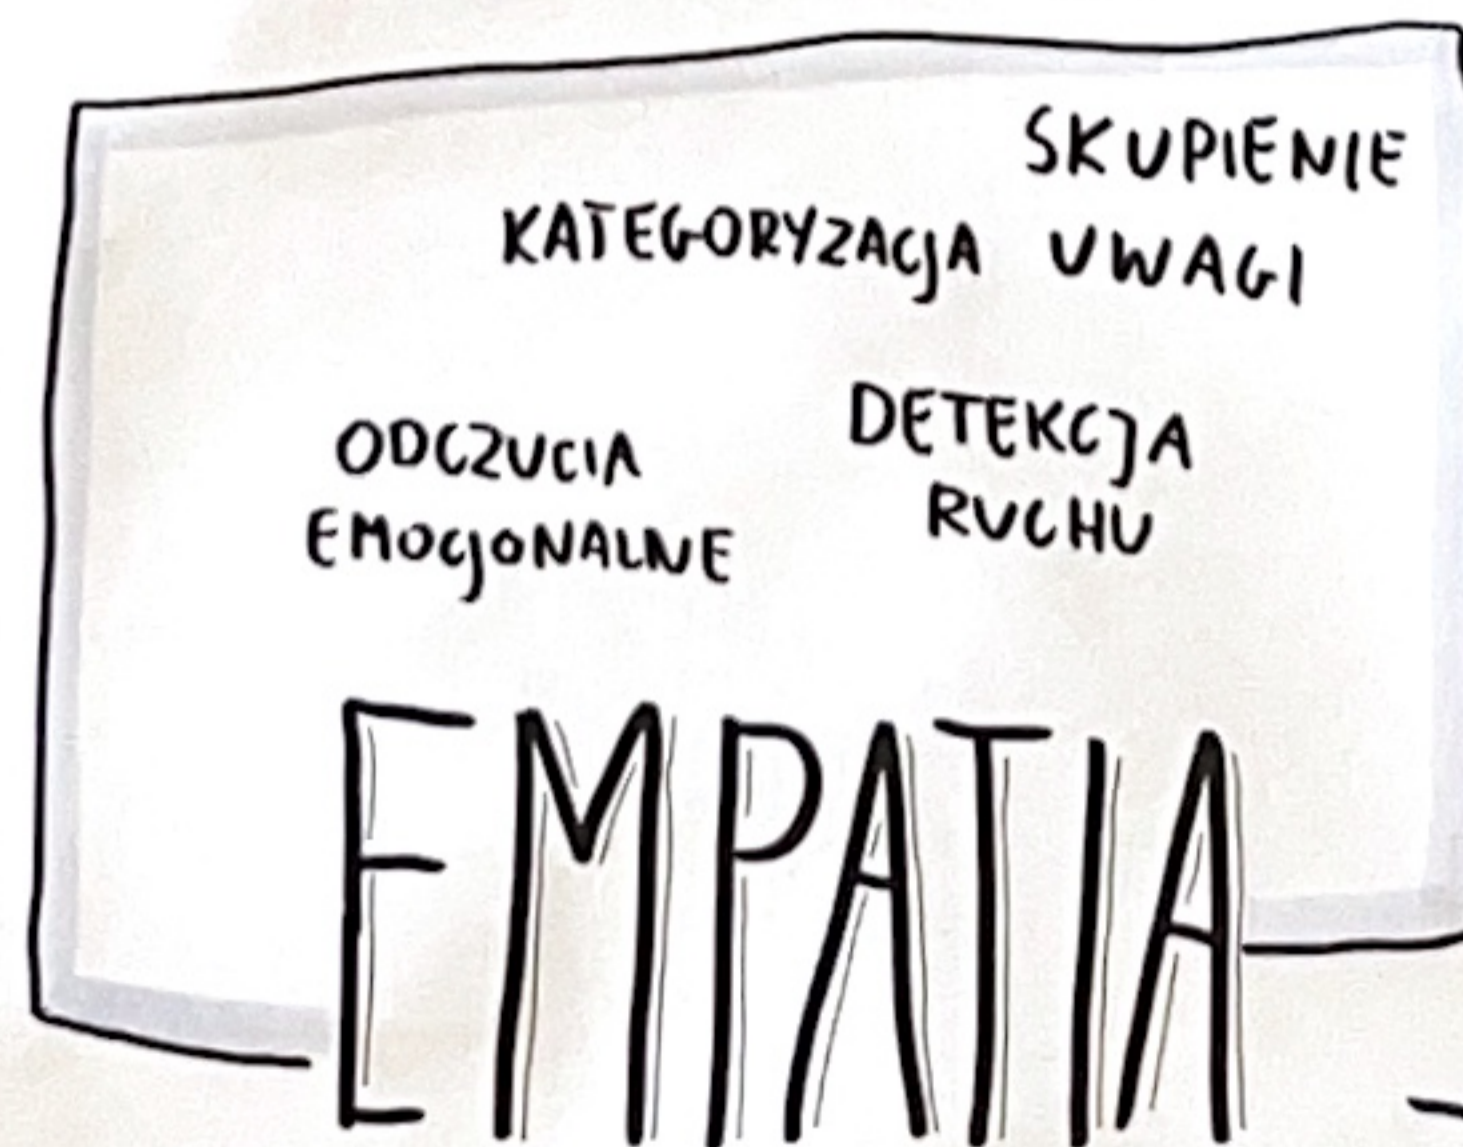 SKUPIENIE
KATEGORYZACJA UWAGI
ODCZUCIA
EMOCJONALNE
DETEKCJA
RUCHU
EMPATIA